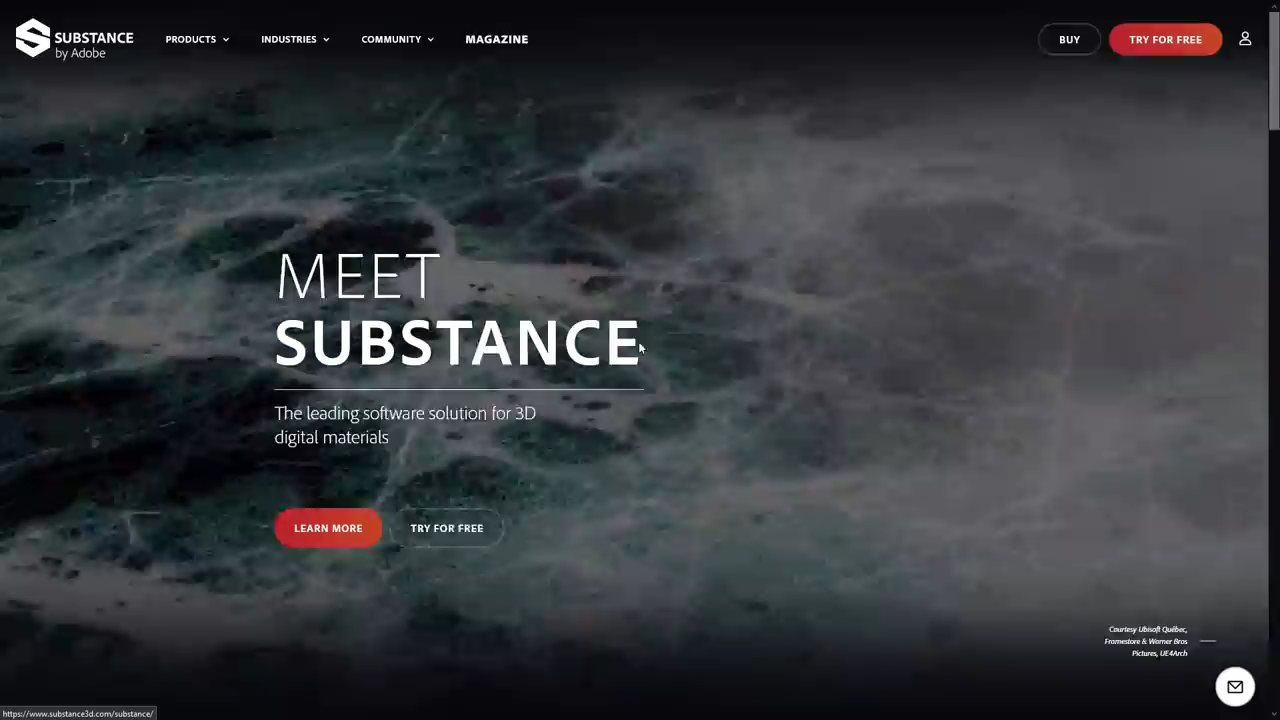 SUBSTANCE
by Adobe
PRODUCTS
INDUSTRIES
COMMUNITY
MAGAZINE
BUY
TRY FOR FREE
MEET
SUBSTANCE
The leading software solution for 3D
digital materials
LEARN MORE
TRY FOR FREE
Courtesy Ubisoft Québec,
Framestore & Warner Bros
Pictures, UE4Arch
https://www.substance3d.com/substance/